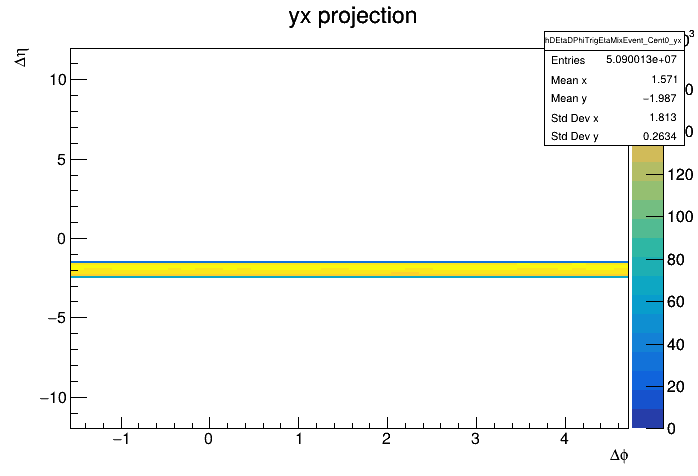 yx projection
hDEtaDPhiTrigEtaMixEvent_Cent0_yx
Entries 5.090013e+07
Mean x 1.571
Mean y −1.987
Std Dev x 1.813
Std Dev y 0.2634
Δη
10
5
0
−5
−10
−1 0 1 2 3 4
Δϕ
120
100
80
60
40
20
0